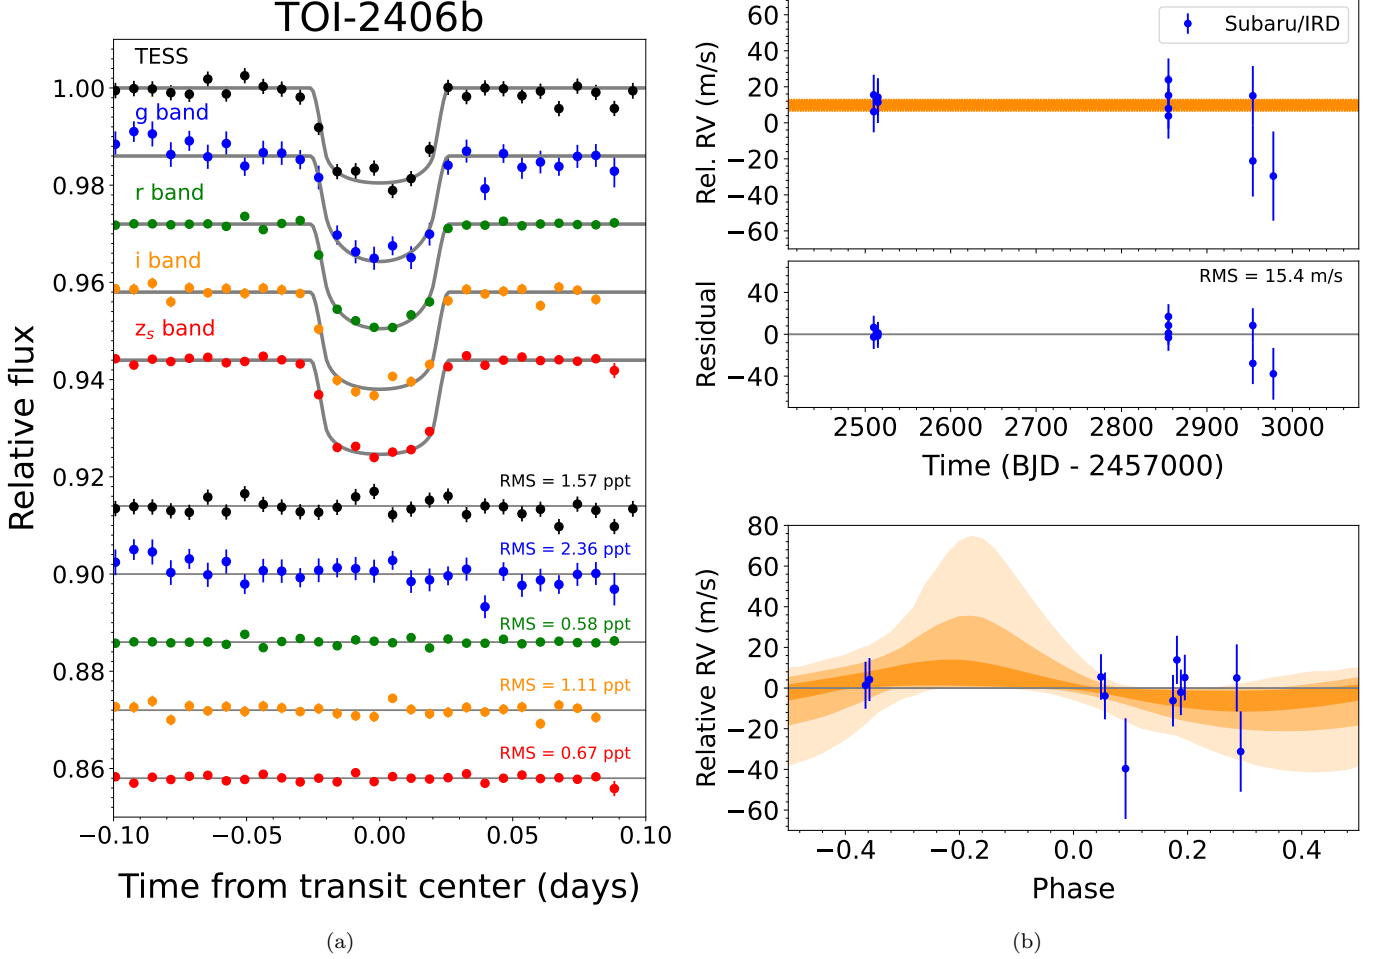 TOI-2406b
TESS
1.00
g band
0.98
r band
i band
0.96
z_s band
0.94
Relative flux
0.92
RMS = 1.57 ppt
RMS = 2.36 ppt
0.90
RMS = 0.58 ppt
0.88
RMS = 1.11 ppt
RMS = 0.67 ppt
0.86
−0.10 −0.05 0.00 0.05 0.10
Time from transit center (days)
(a)
Subaru/IRD
60
40
20
0
−20
−40
−60
Rel. RV (m/s)
RMS = 15.4 m/s
40
0
−40
Residual
2500 2600 2700 2800 2900 3000
Time (BJD - 2457000)
80
60
40
20
0
−20
−40
−60
Relative RV (m/s)
−0.4 −0.2 0.0 0.2 0.4
Phase
(b)